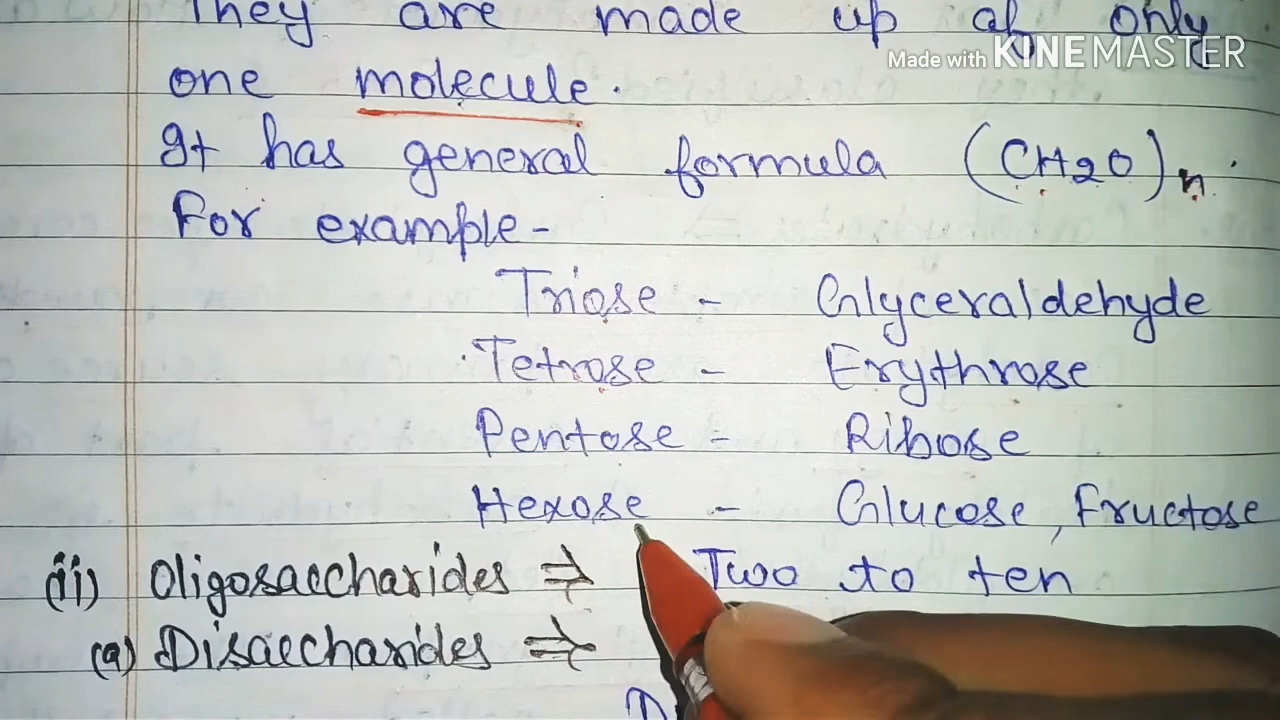 They are made up of only
Made with KINEMASTER
one molecule.
It has general formula (CH2O)n.
For example-
Triose - Glyceraldehyde
Tetrose - Erythrose
Pentose - Ribose
Hexose - Glucose, Fructose
(ii) Oligosaccharides ⇒ Two to ten
(a) Disaccharides ⇒